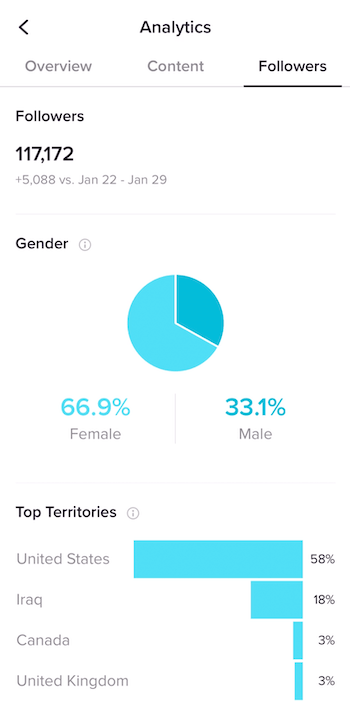 Analytics
Overview Content Followers
Followers
117,172
+5,088 vs. Jan 22 - Jan 29
Gender
66.9% 33.1%
Female Male
Top Territories
United States 58%
Iraq 18%
Canada 3%
United Kingdom 3%